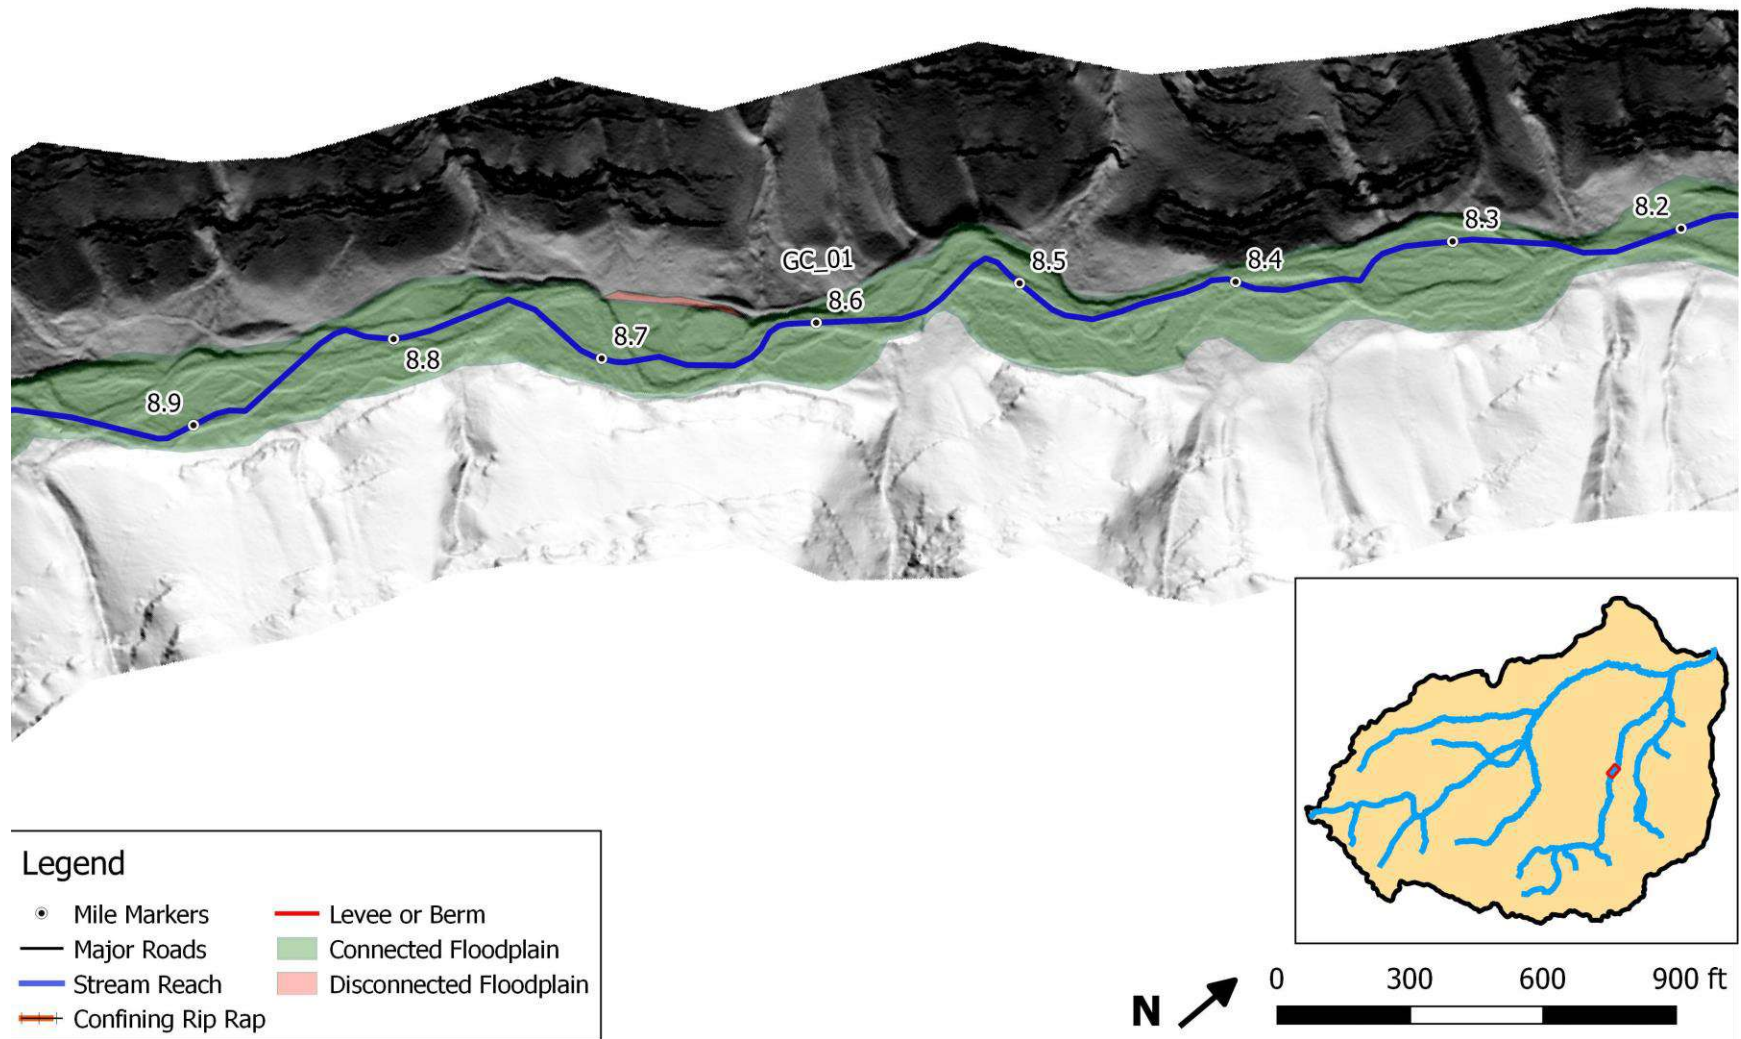 8.2
8.3
8.4
8.5
GC_01
8.6
8.7
8.8
8.9
Legend
Mile Markers
Major Roads
Stream Reach
Confining Rip Rap
Levee or Berm
Connected Floodplain
Disconnected Floodplain
N
0 300 600 900 ft